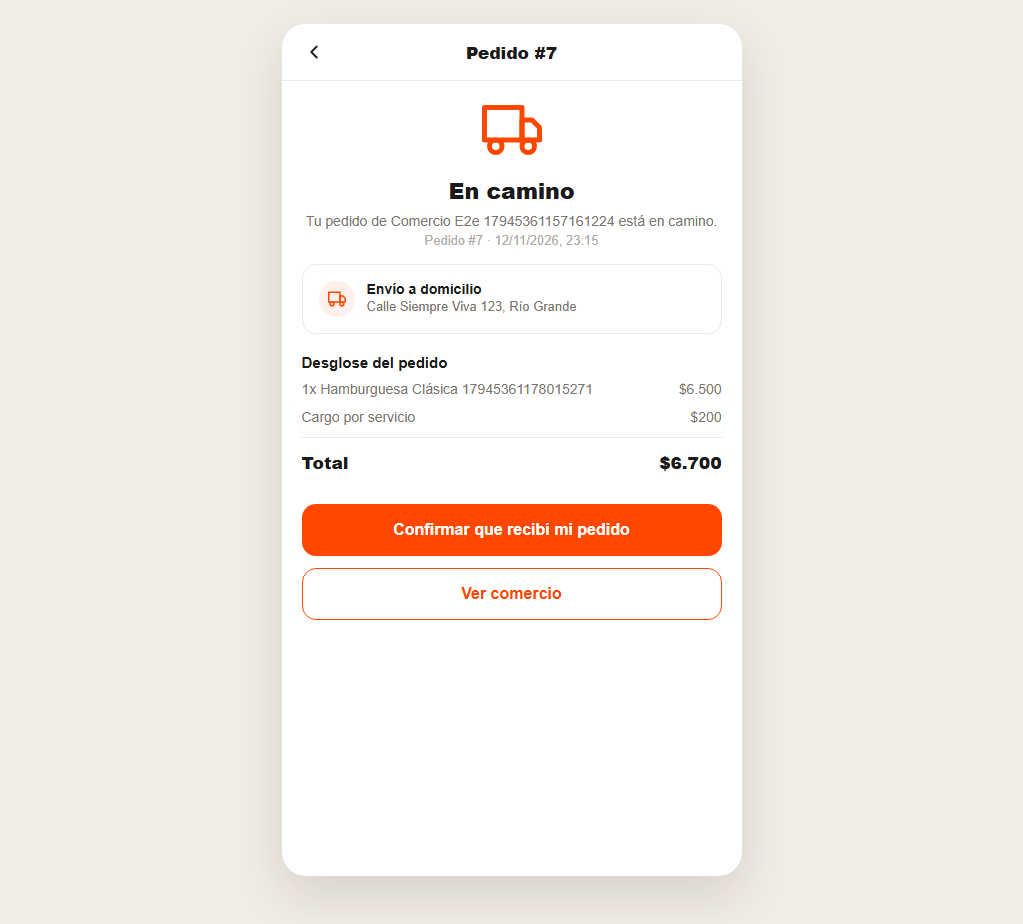 Pedido #7
En camino
Tu pedido de Comercio E2e 17945361157161224 está en camino.
Pedido #7 · 12/11/2026, 23:15
Envío a domicilio
Calle Siempre Viva 123, Río Grande
Desglose del pedido
1x Hamburguesa Clásica 17945361178015271 $6.500
Cargo por servicio $200
Total $6.700
Confirmar que recibí mi pedido
Ver comercio